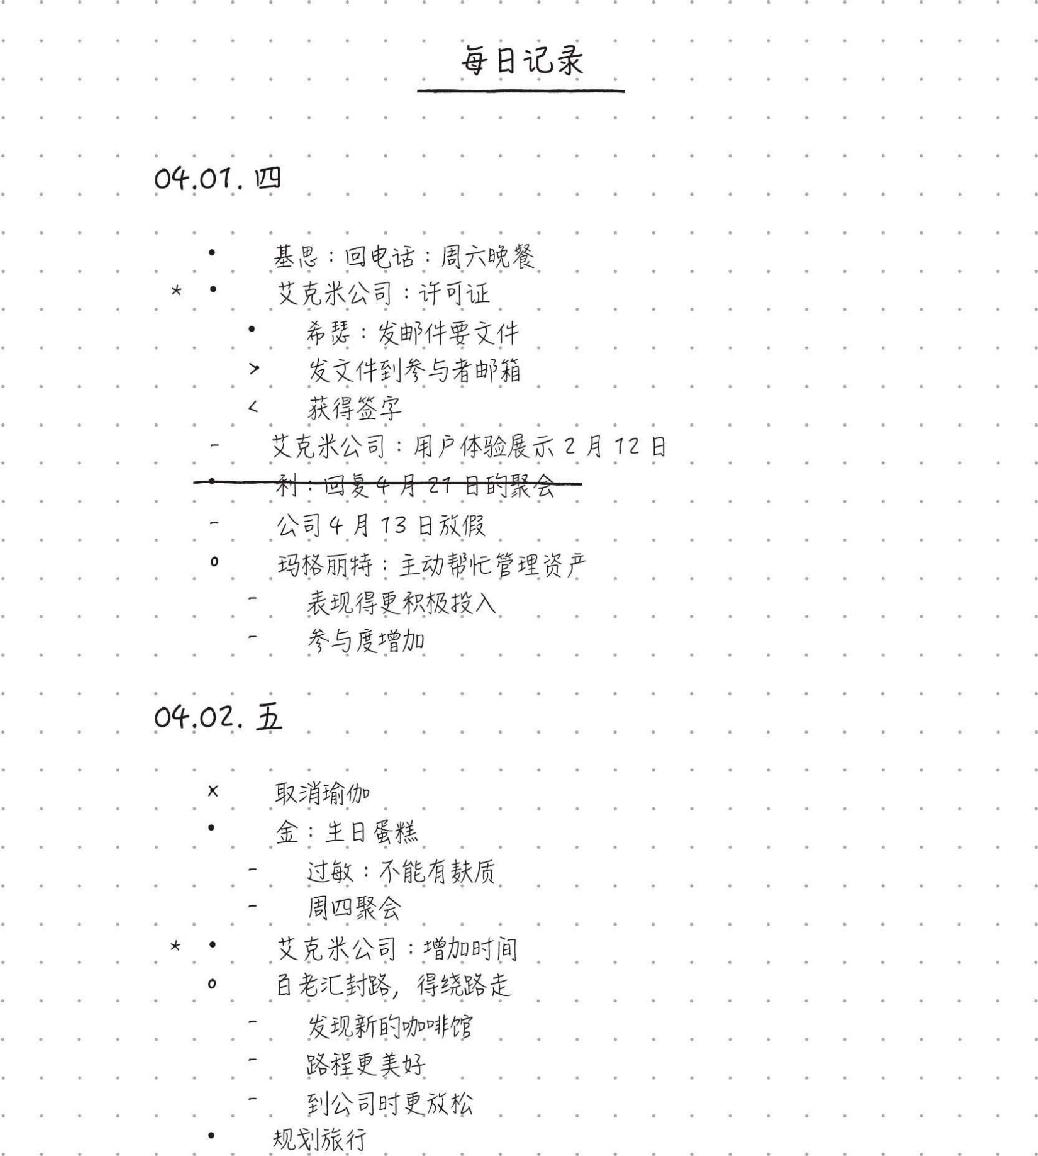 每日记录
04.01. 四
• 基思：回电话：周六晚餐
* • 艾克米公司：许可证
• 希瑟：发邮件要文件
> 发文件到参与者邮箱
< 获得签字
- 艾克米公司：用户体验展示 2 月 12 日
• 利：回复 4 月 21 日的聚会
- 公司 4 月 13 日放假
o 玛格丽特：主动帮忙管理资产
- 表现得更积极投入
- 参与度增加
04.02. 五
x 取消瑜伽
• 金：生日蛋糕
- 过敏：不能有麸质
- 周四聚会
* • 艾克米公司：增加时间
o 百老汇封路，得绕路走
- 发现新的咖啡馆
- 路程更美好
- 到公司时更放松
• 规划旅行